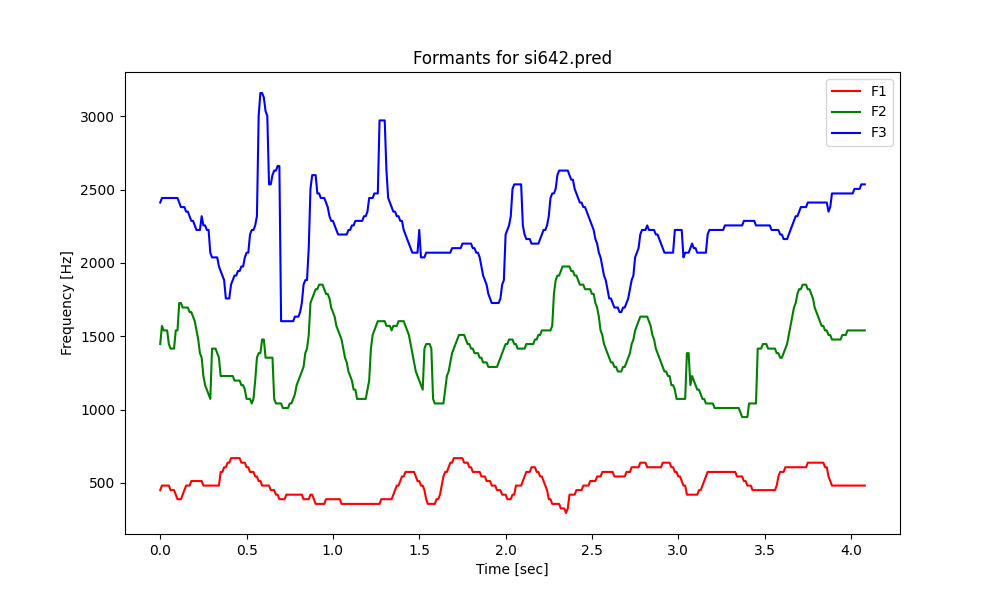 Formants for si642.pred
F1
F2
F3
Frequency [Hz]
3000
2500
2000
1500
1000
500
0.0 0.5 1.0 1.5 2.0 2.5 3.0 3.5 4.0
Time [sec]